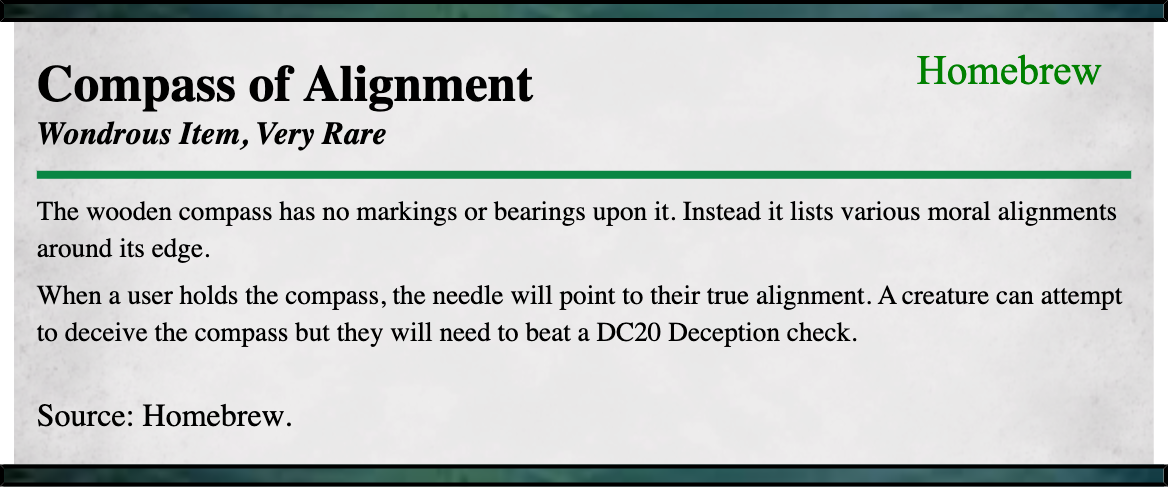 Compass of Alignment
Homebrew
Wondrous Item, Very Rare
The wooden compass has no markings or bearings upon it. Instead it lists various moral alignments
around its edge.
When a user holds the compass, the needle will point to their true alignment. A creature can attempt
to deceive the compass but they will need to beat a DC20 Deception check.
Source: Homebrew.